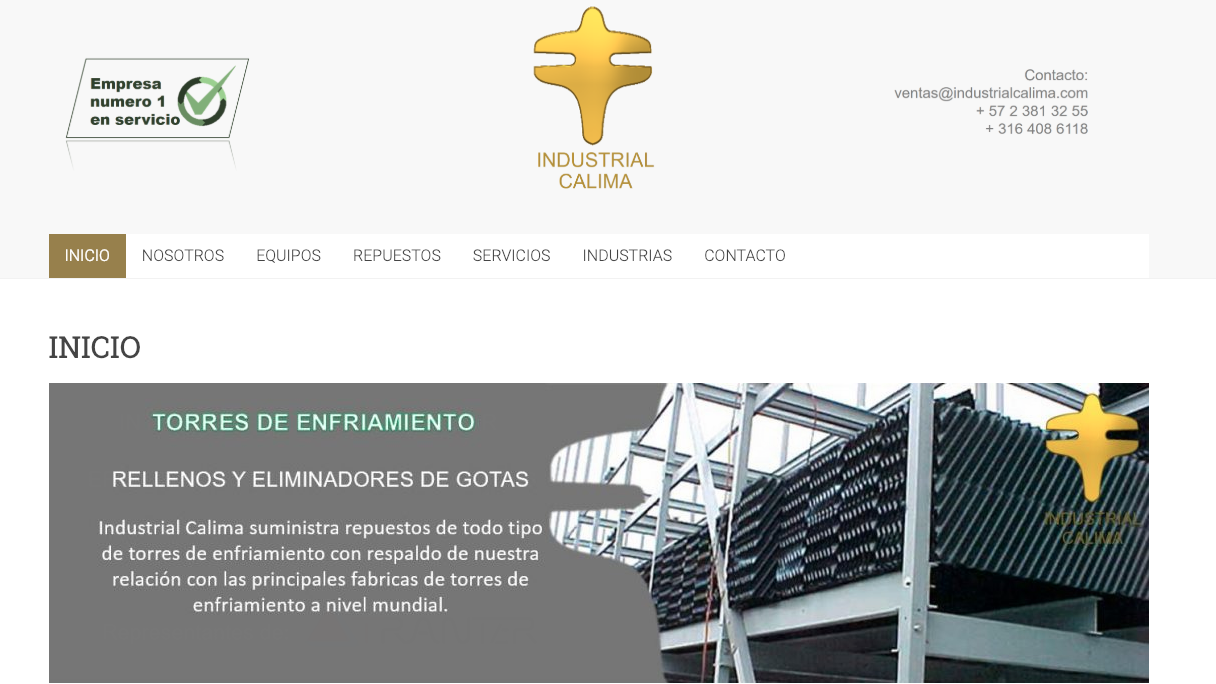 Empresa
numero 1
en servicio
INDUSTRIAL
CALIMA
Contacto:
ventas@industrialcalima.com
+ 57 2 381 32 55
+ 316 408 6118
INICIO NOSOTROS EQUIPOS REPUESTOS SERVICIOS INDUSTRIAS CONTACTO
INICIO
TORRES DE ENFRIAMIENTO
RELLENOS Y ELIMINADORES DE GOTAS
Industrial Calima suministra repuestos de todo tipo
de torres de enfriamiento con respaldo de nuestra
relación con las principales fabricas de torres de
enfriamiento a nivel mundial.
INDUSTRIAL
CALIMA